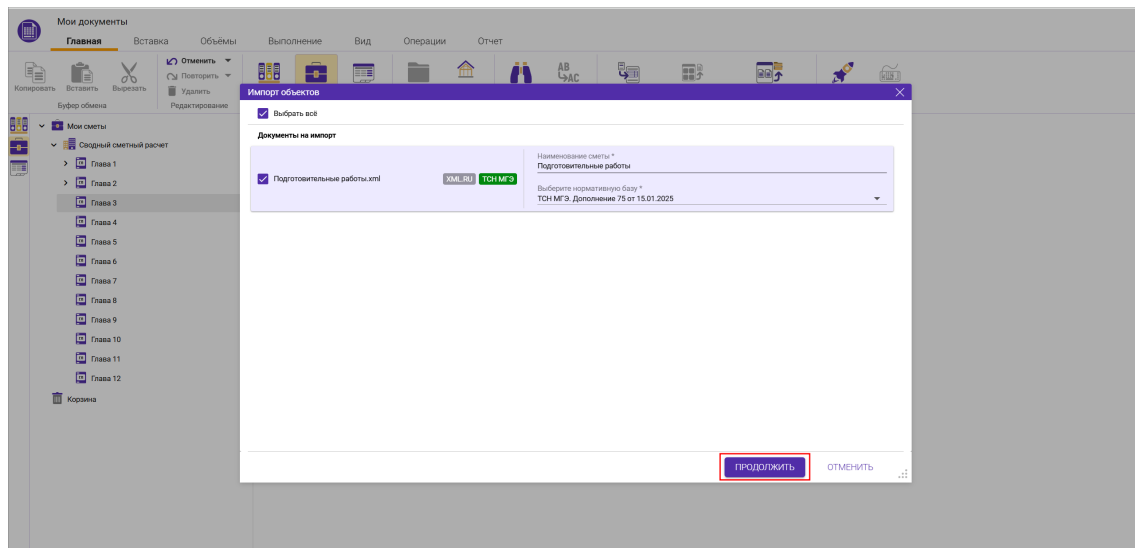 Мои документы
Главная Вставка Объёмы Выполнение Вид Операции Отчет
Копировать Вставить Вырезать
Отменить
Повторить
Удалить
Буфер обмена Редактирование
AB
AC
Импорт объектов
Выбрать всё
Документы на импорт
Подготовительные работы.xml XML.RU ТСН МГЭ
Наименование сметы *
Подготовительные работы
Выберите нормативную базу *
ТСН МГЭ. Дополнение 75 от 15.01.2025
Мои сметы
Сводный сметный расчет
Глава 1
Глава 2
Глава 3
Глава 4
Глава 5
Глава 6
Глава 7
Глава 8
Глава 9
Глава 10
Глава 11
Глава 12
Корзина
ПРОДОЛЖИТЬ ОТМЕНИТЬ